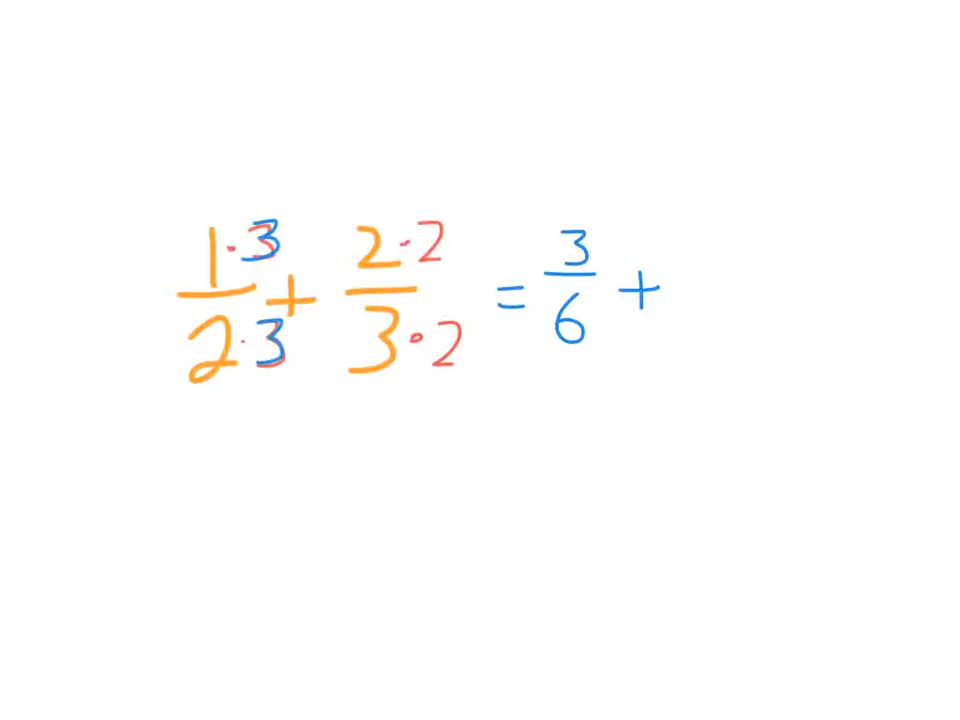 1·3/2·3 + 2·2/3·2 = 3/6 +